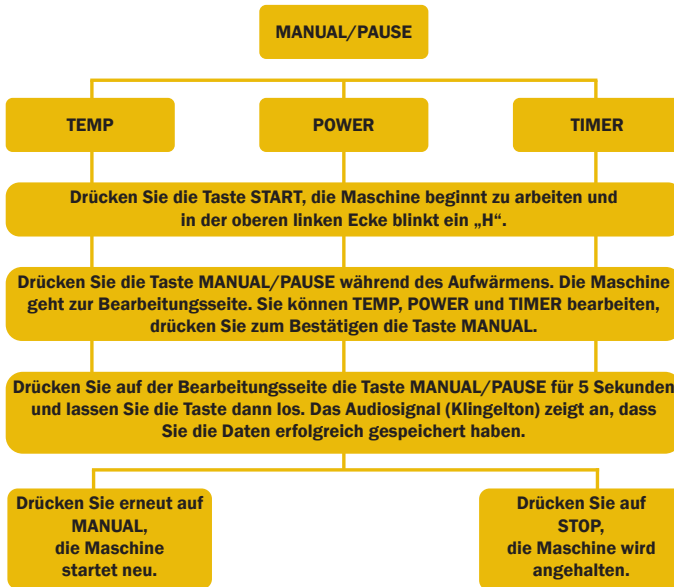 MANUAL/PAUSE
TEMP
POWER
TIMER
Drücken Sie die Taste START, die Maschine beginnt zu arbeiten und
in der oberen linken Ecke blinkt ein „H“.
Drücken Sie die Taste MANUAL/PAUSE während des Aufwärmens. Die Maschine
geht zur Bearbeitungsseite. Sie können TEMP, POWER und TIMER bearbeiten,
drücken Sie zum Bestätigen die Taste MANUAL.
Drücken Sie auf der Bearbeitungsseite die Taste MANUAL/PAUSE für 5 Sekunden
und lassen Sie die Taste dann los. Das Audiosignal (Klingelton) zeigt an, dass
Sie die Daten erfolgreich gespeichert haben.
Drücken Sie erneut auf
MANUAL,
die Maschine
startet neu.
Drücken Sie auf
STOP,
die Maschine wird
angehalten.